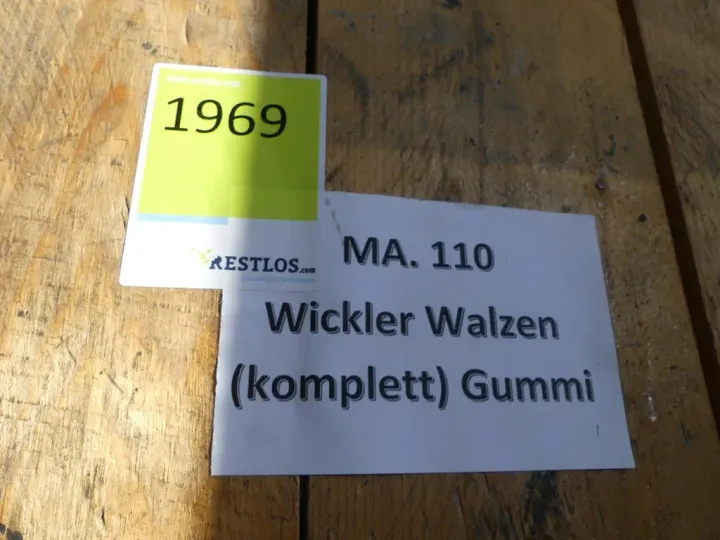 1969
RESTLOS.com
MA. 110
Wickler Walzen
(komplett) Gummi